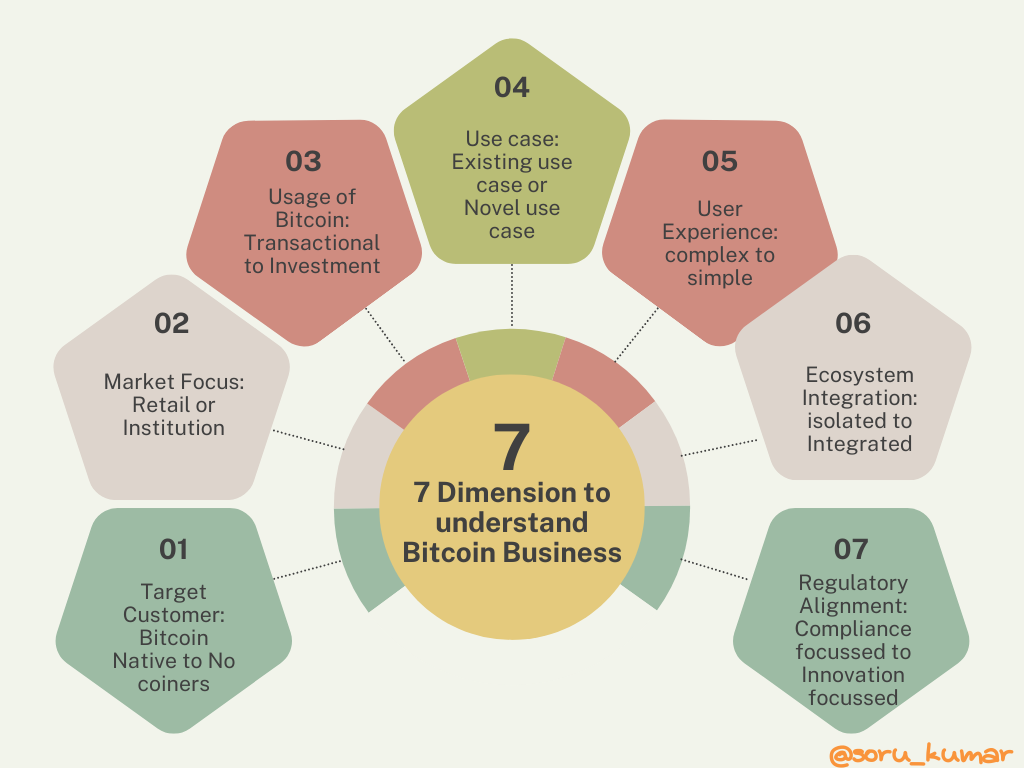 04
Use case:
Existing use
case or
Novel use
case
03
Usage of
Bitcoin:
Transactional
to Investment
05
User
Experience:
complex to
simple
02
Market Focus:
Retail or
Institution
06
Ecosystem
Integration:
isolated to
Integrated
7
7 Dimension to
understand
Bitcoin Business
01
Target
Customer:
Bitcoin
Native to No
coiners
07
Regulatory
Alignment:
Compliance
focussed to
Innovation
focussed
@soru_kumar